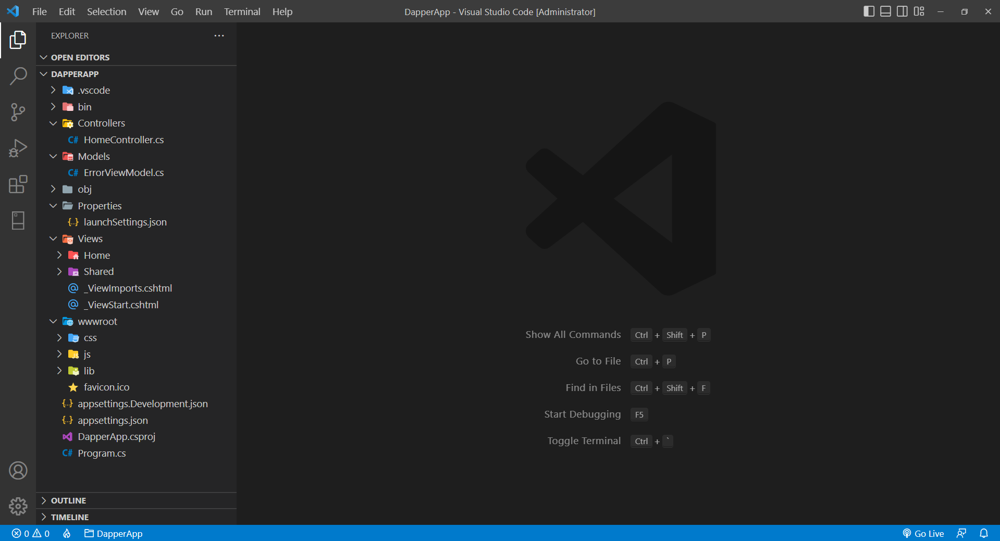 File Edit Selection View Go Run Terminal Help
DapperApp - Visual Studio Code [Administrator]
EXPLORER
OPEN EDITORS
DAPPERAPP
.vscode
bin
Controllers
C# HomeController.cs
Models
C# ErrorViewModel.cs
obj
Properties
{..} launchSettings.json
Views
Home
Shared
@ _ViewImports.cshtml
@ _ViewStart.cshtml
wwwroot
css
JS js
lib
favicon.ico
{..} appsettings.Development.json
{..} appsettings.json
DapperApp.csproj
C# Program.cs
OUTLINE
TIMELINE
Show All Commands Ctrl + Shift + P
Go to File Ctrl + P
Find in Files Ctrl + Shift + F
Start Debugging F5
Toggle Terminal Ctrl + `
0 0 DapperApp Go Live